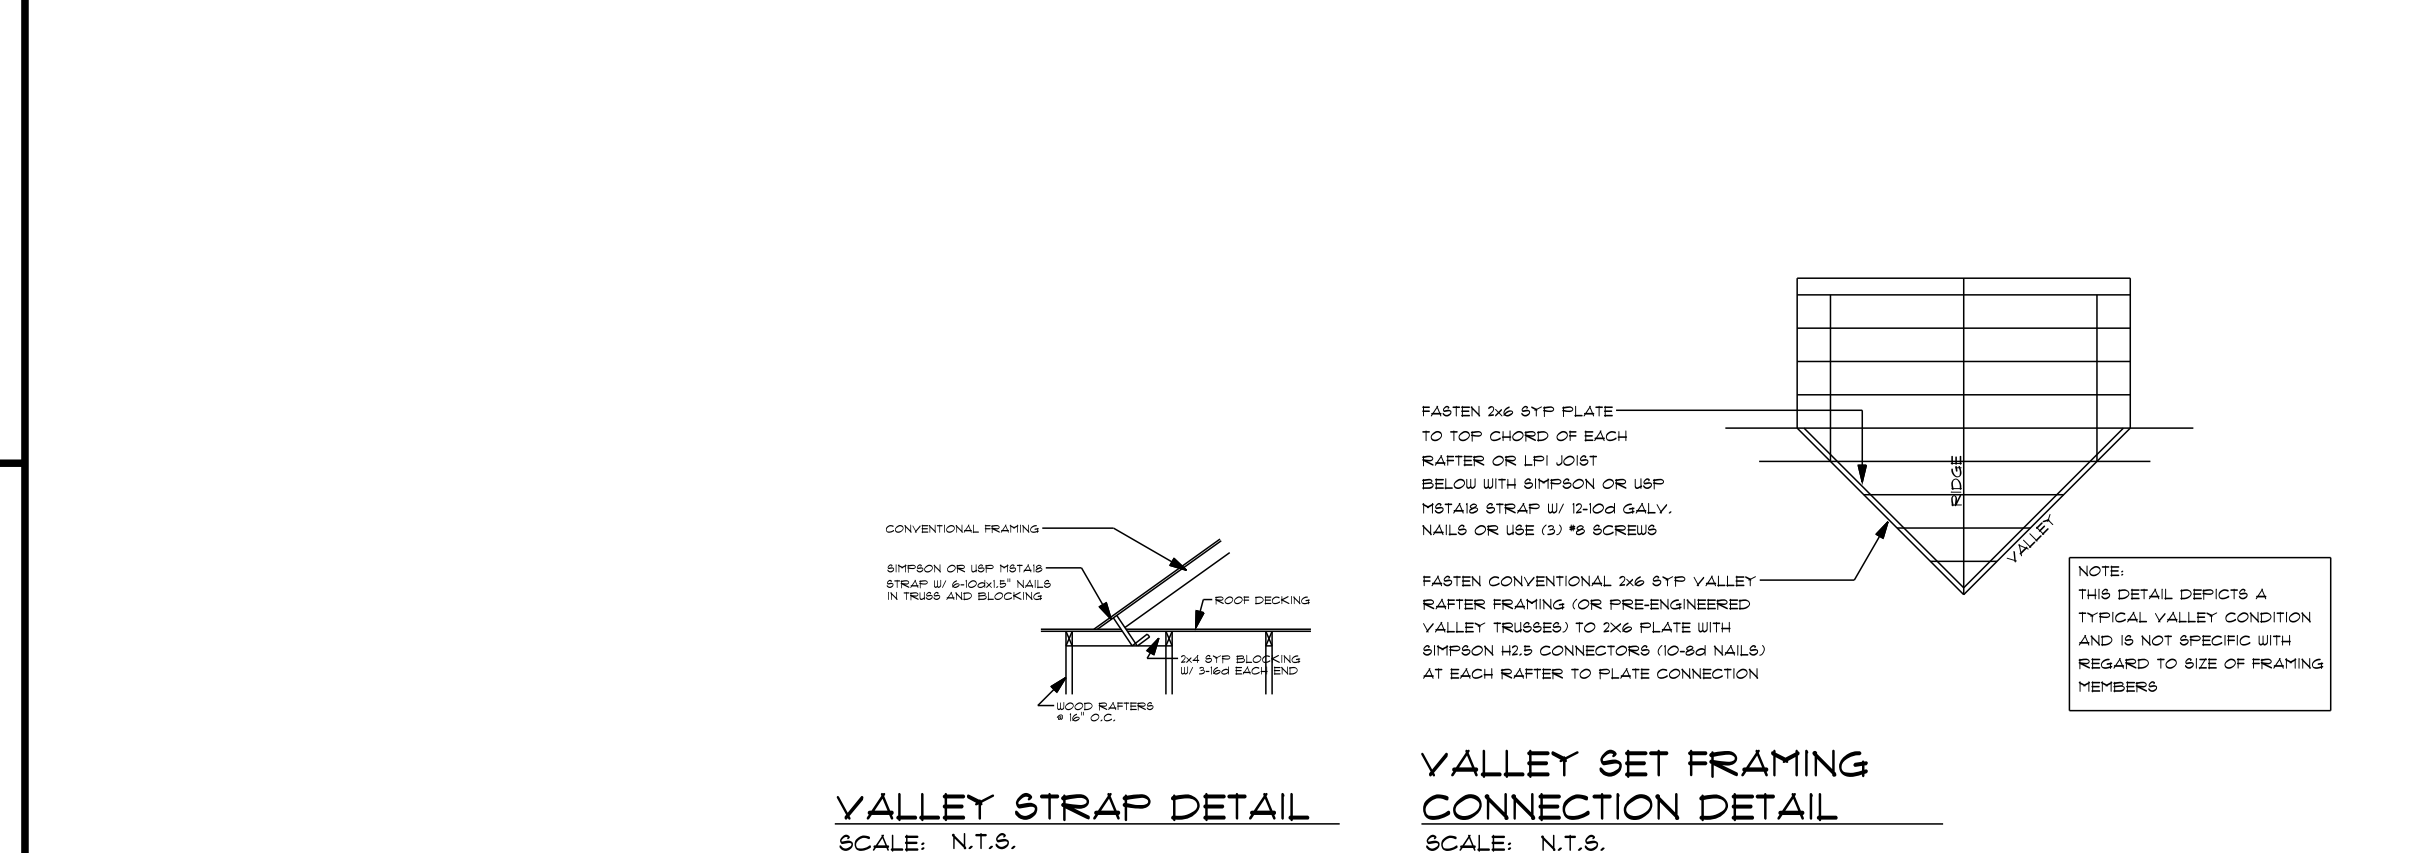 CONVENTIONAL FRAMING
SIMPSON OR USP MSTA18
STRAP W/ 6-10dx1.5" NAILS
IN TRUSS AND BLOCKING
ROOF DECKING
2x4 SYP BLOCKING
W/ 3-16d EACH END
WOOD RAFTERS
@ 16" O.C.
VALLEY STRAP DETAIL
SCALE: N.T.S.
FASTEN 2x6 SYP PLATE
TO TOP CHORD OF EACH
RAFTER OR LPI JOIST
BELOW WITH SIMPSON OR USP
MSTA18 STRAP W/ 12-10d GALV.
NAILS OR USE (3) #8 SCREWS
FASTEN CONVENTIONAL 2x6 SYP VALLEY
RAFTER FRAMING (OR PRE-ENGINEERED
VALLEY TRUSSES) TO 2X6 PLATE WITH
SIMPSON H2.5 CONNECTORS (10-8d NAILS)
AT EACH RAFTER TO PLATE CONNECTION
RIDGE
VALLEY
NOTE:
THIS DETAIL DEPICTS A
TYPICAL VALLEY CONDITION
AND IS NOT SPECIFIC WITH
REGARD TO SIZE OF FRAMING
MEMBERS
VALLEY SET FRAMING
CONNECTION DETAIL
SCALE: N.T.S.